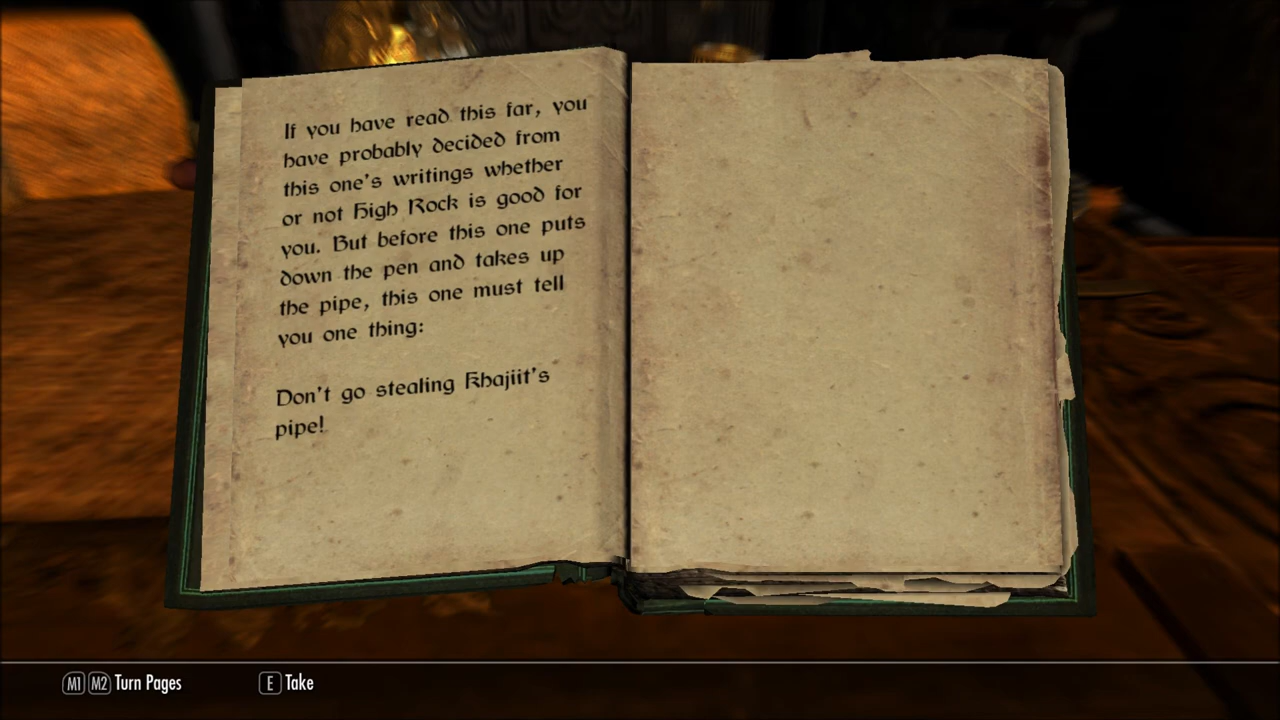 If you have read this far, you
have probably decided from
this one's writings whether
or not High Rock is good for
you. But before this one puts
down the pen and takes up
the pipe, this one must tell
you one thing:
Don't go stealing Khajiit's
pipe!
M1 M2 Turn Pages
E Take